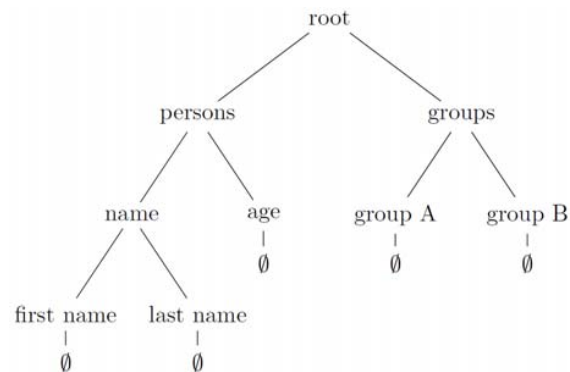 root
persons groups
name age group A group B
∅ ∅ ∅
first name last name
∅ ∅